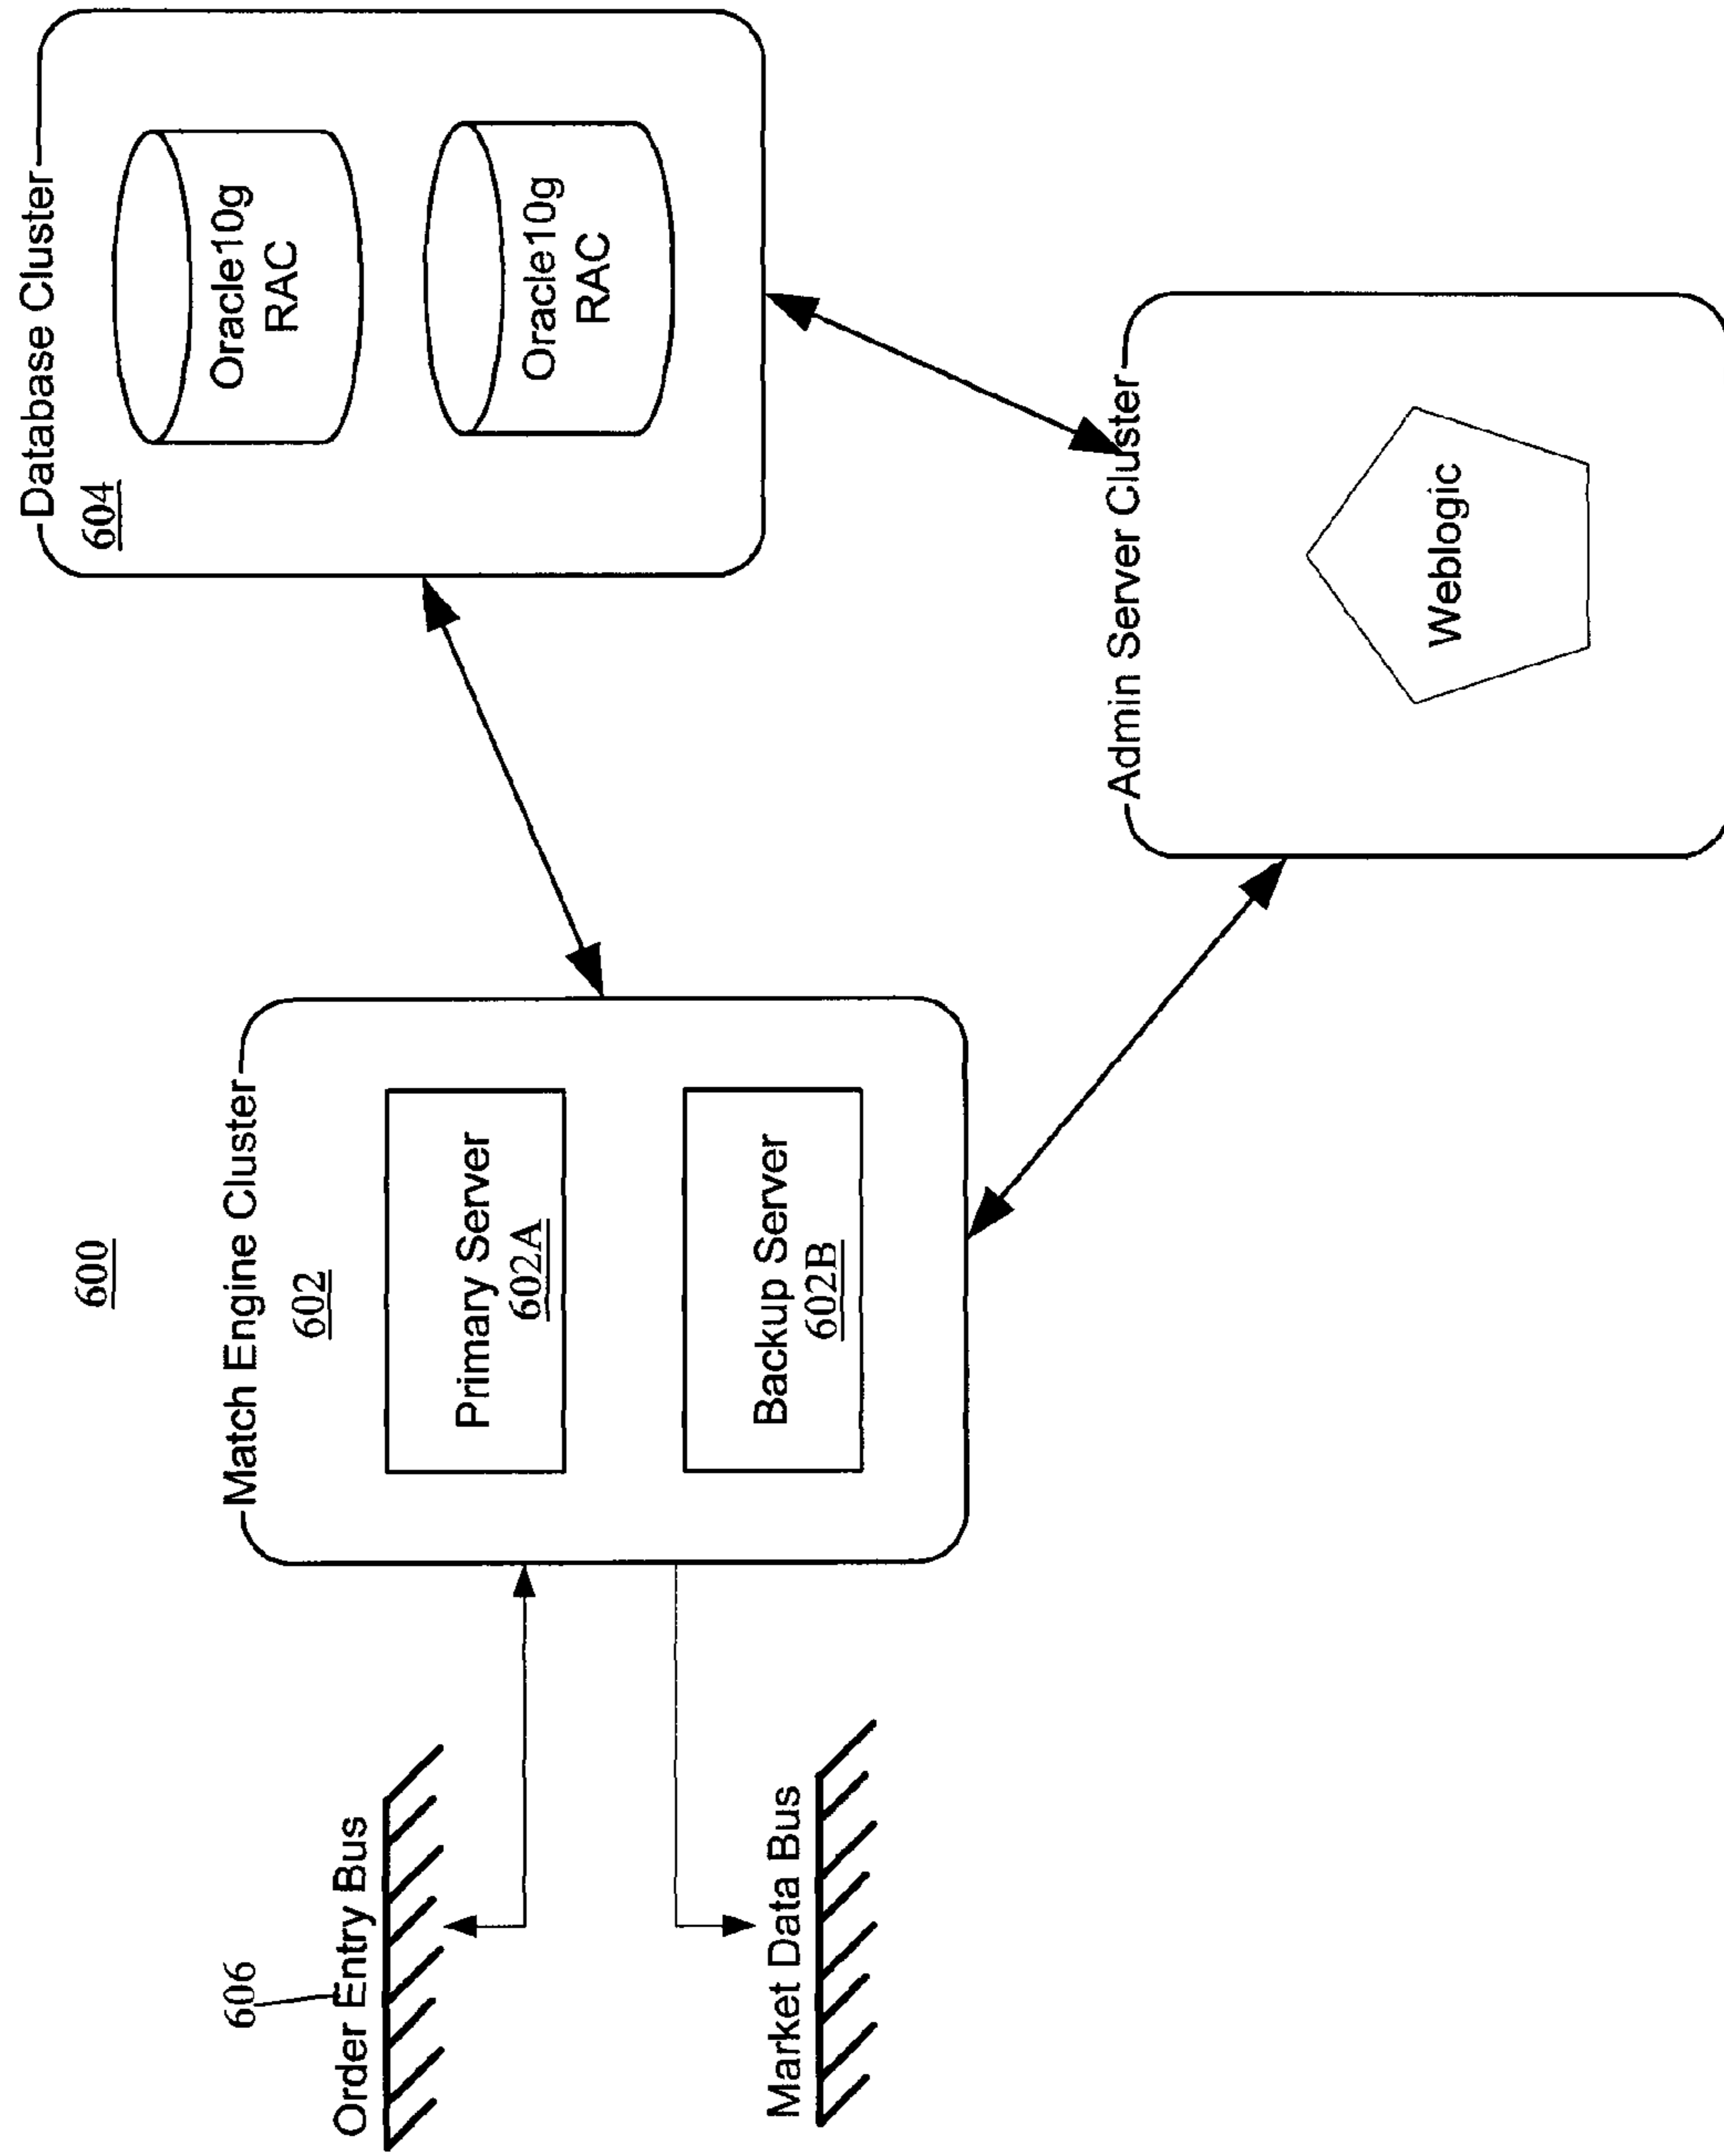 600
Database Cluster
604
Oracle10g
RAC
Oracle10g
RAC
Match Engine Cluster
602
Primary Server
602A
Backup Server
602B
606
Order Entry Bus
Market Data Bus
Admin Server Cluster
Weblogic